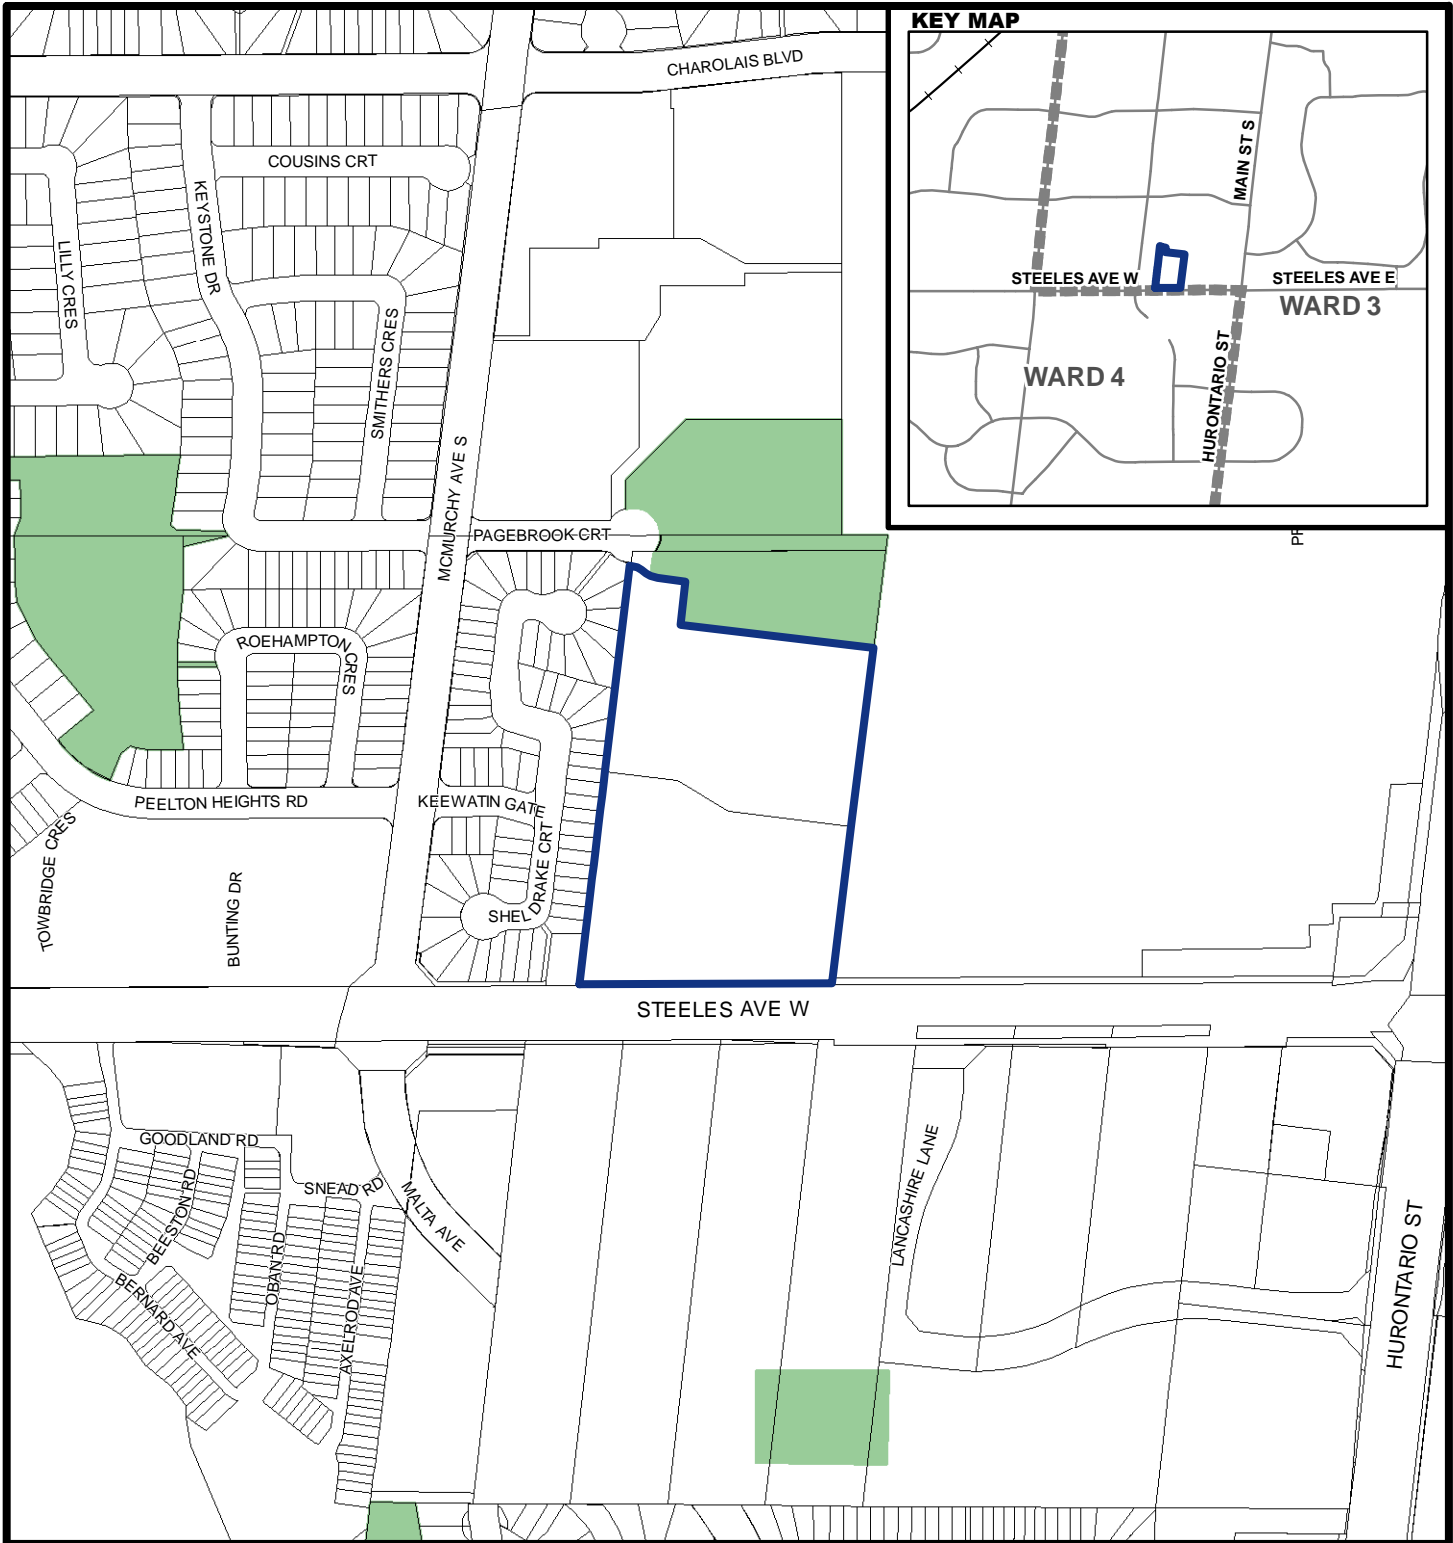 KEY MAP
CHAROLAIS BLVD
MAIN ST S
COUSINS CRT
KEYSTONE DR
LILLY CRES
STEELES AVE W
STEELES AVE E
WARD 3
SMITHERS CRES
HURONTARIO ST
WARD 4
MCMURCHY AVE S
PAGEBROOK CRT
ROEHAMPTON CRES
PEELTON HEIGHTS RD
KEEWATIN GATE
TOWBRIDGE CRES
BUNTING DR
SHELDRAKE CRT
STEELES AVE W
GOODLAND RD
BEESTON RD
SNEAD RD
MALTA AVE
LANCASHIRE LANE
OBAN RD
BERNARD AVE
AXELROD AVE
HURONTARIO ST